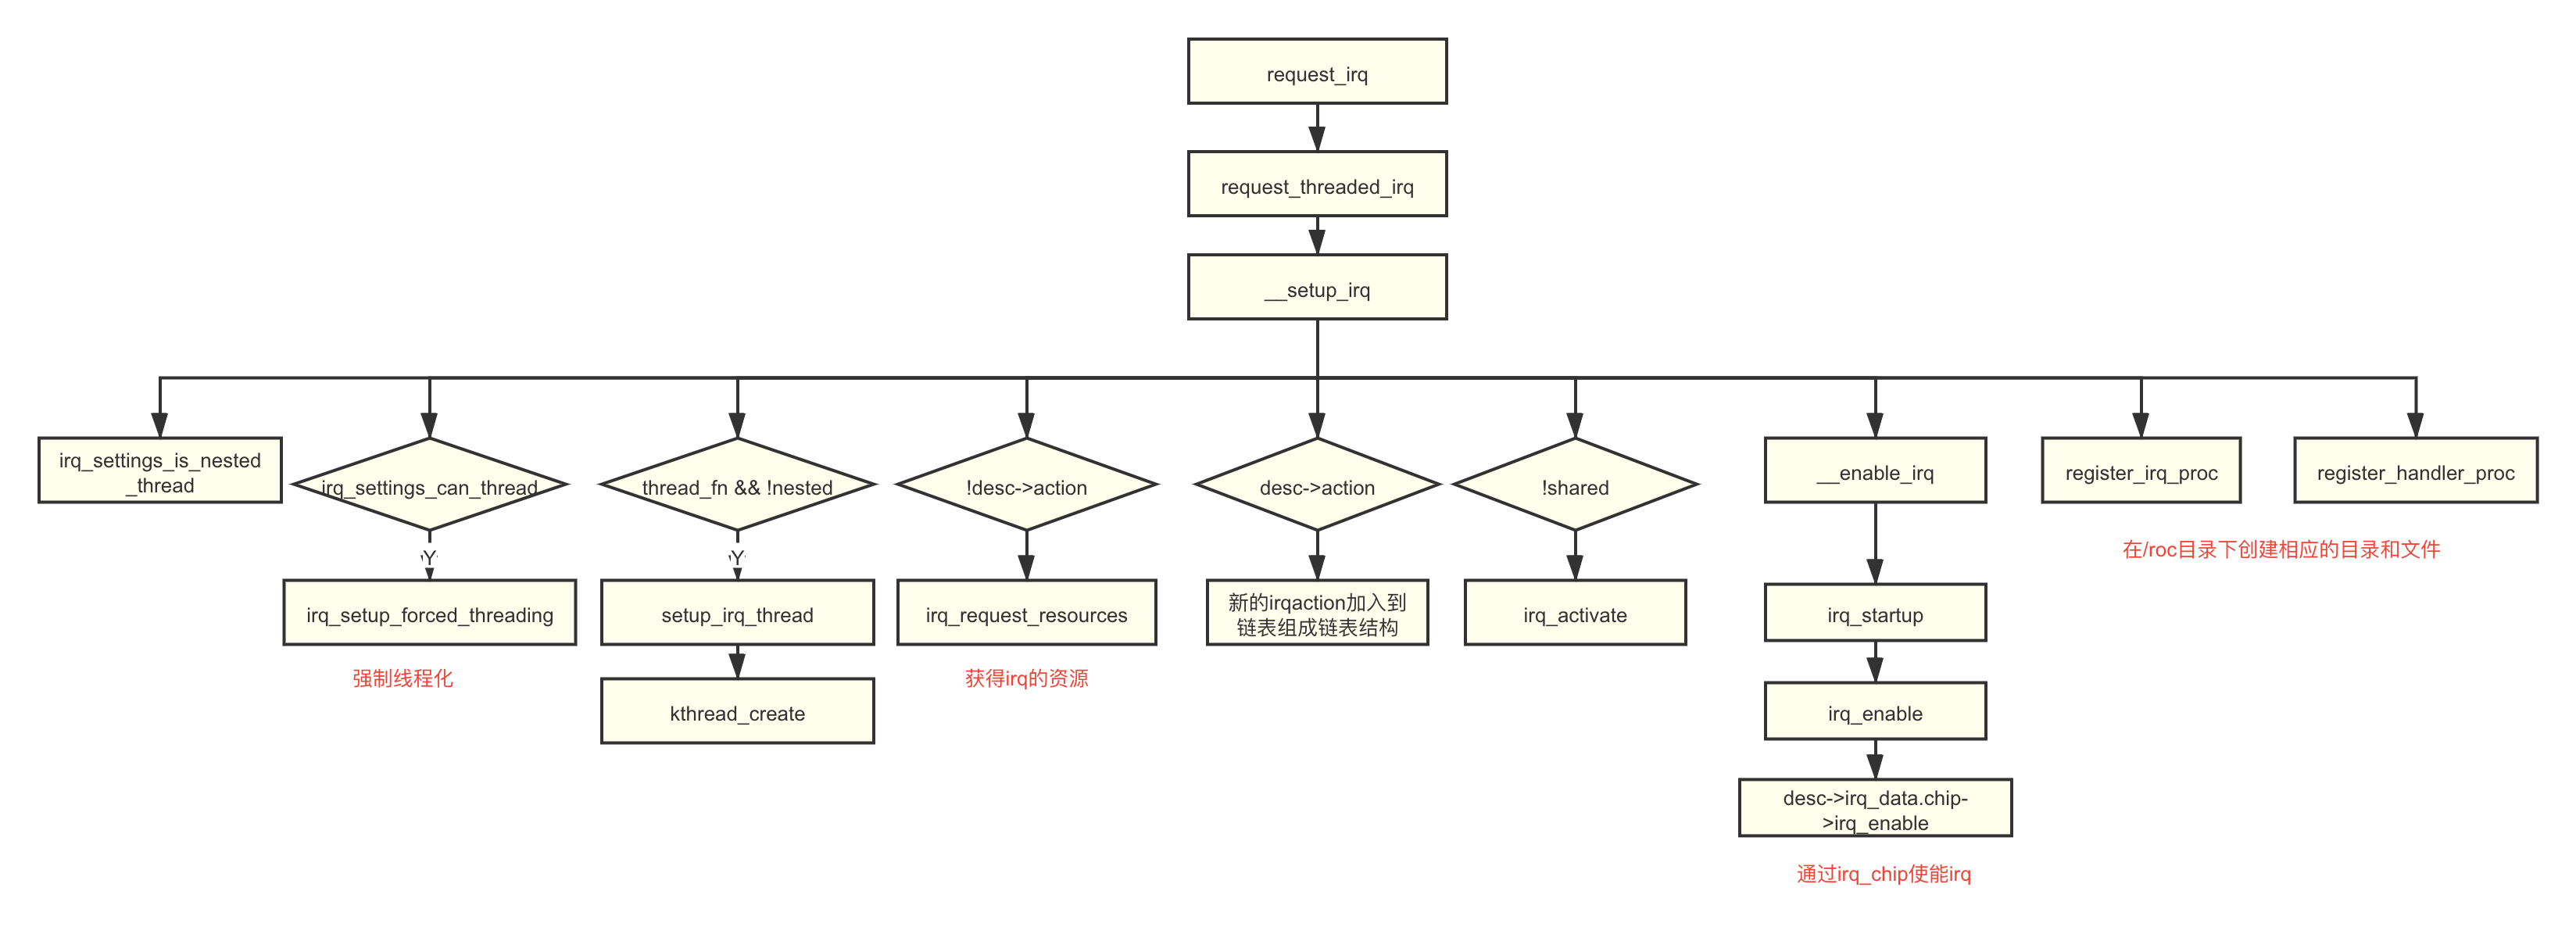 request_irq
request_threaded_irq
__setup_irq
irq_settings_is_nested
_thread
irq_settings_can_thread
thread_fn && !nested
!desc->action
desc->action
!shared
__enable_irq
register_irq_proc
register_handler_proc
Y
Y
在/roc目录下创建相应的目录和文件
irq_setup_forced_threading
setup_irq_thread
irq_request_resources
新的irqaction加入到
链表组成链表结构
irq_activate
irq_startup
强制线程化
获得irq的资源
kthread_create
irq_enable
desc->irq_data.chip-
>irq_enable
通过irq_chip使能irq